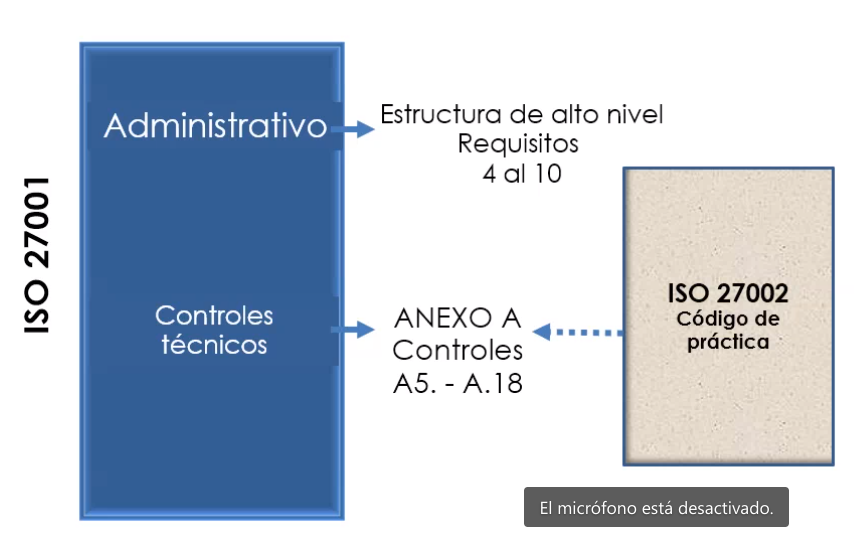 ISO 27001
Administrativo
Estructura de alto nivel
Requisitos
4 al 10
Controles
técnicos
ANEXO A
Controles
A5. - A.18
ISO 27002
Código de
práctica
El micrófono está desactivado.